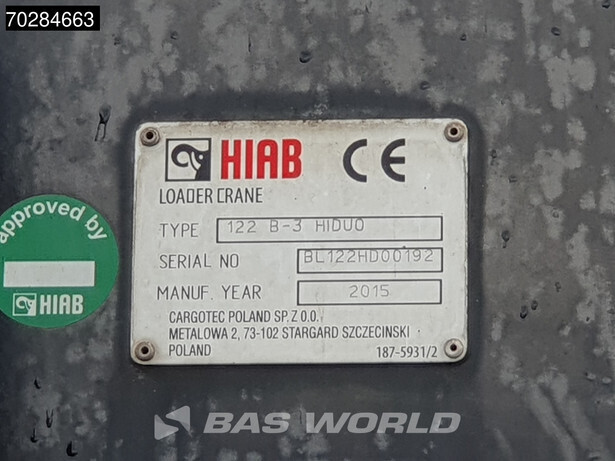 70284663
HIAB CE
LOADER CRANE
TYPE 122 B-3 HIDUO
SERIAL NO BL122HD00192
MANUF. YEAR 2015
CARGOTEC POLAND SP. Z O.O.
METALOWA 2, 73-102 STARGARD SZCZECINSKI
POLAND 187-5931/2
approved by
HIAB
BAS WORLD